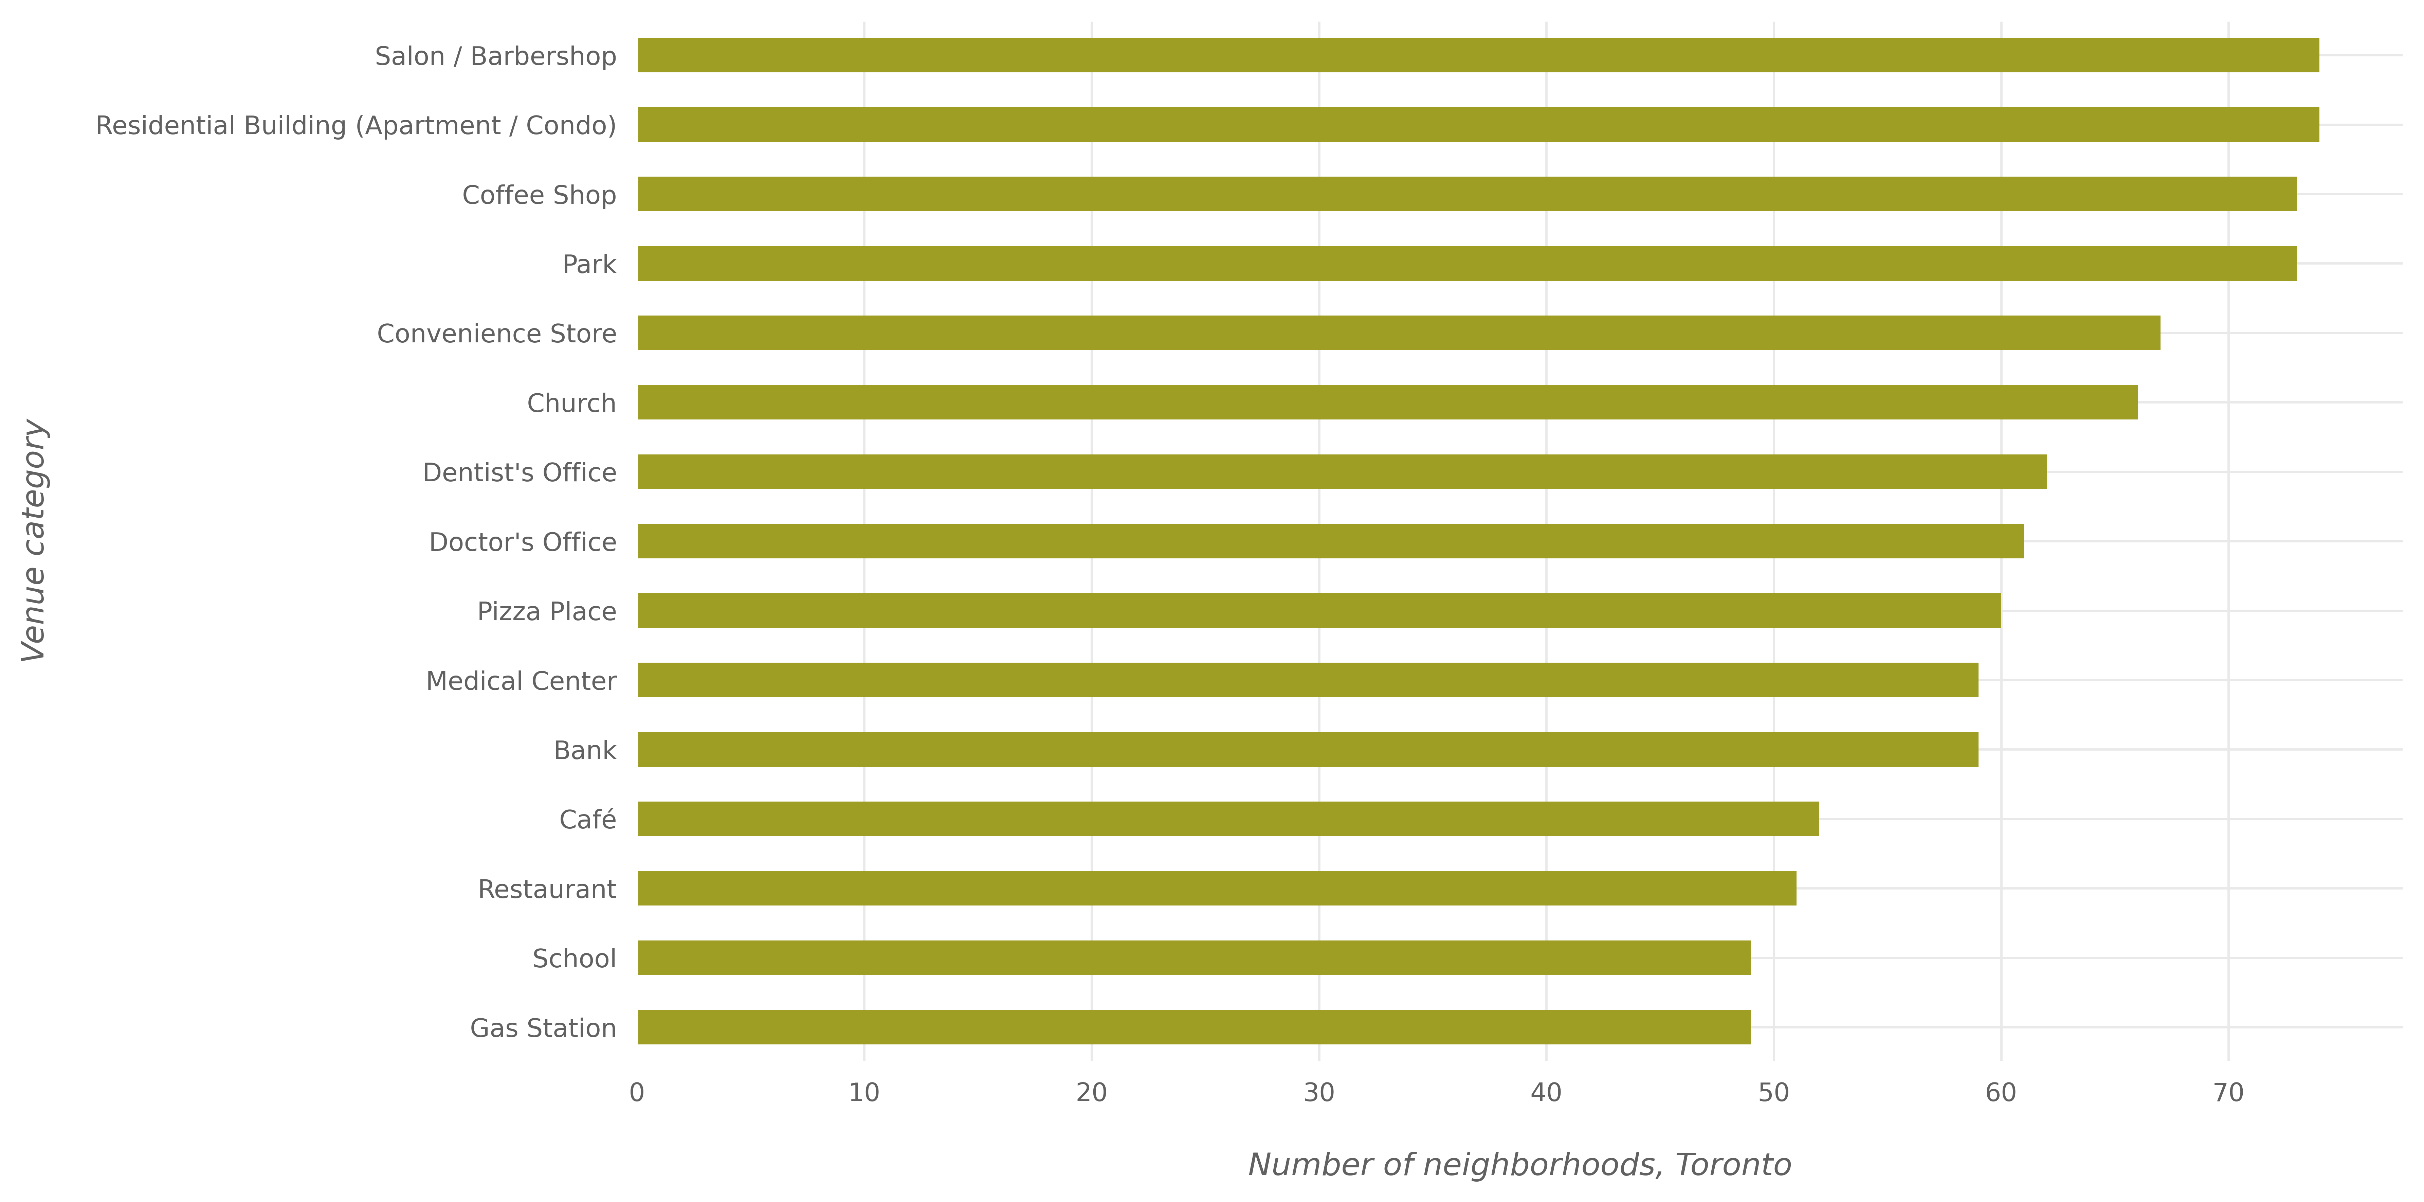 Salon / Barbershop
Residential Building (Apartment / Condo)
Coffee Shop
Park
Convenience Store
Church
Dentist's Office
Doctor's Office
Pizza Place
Medical Center
Bank
Café
Restaurant
School
Gas Station
Venue category
0 10 20 30 40 50 60 70
Number of neighborhoods, Toronto